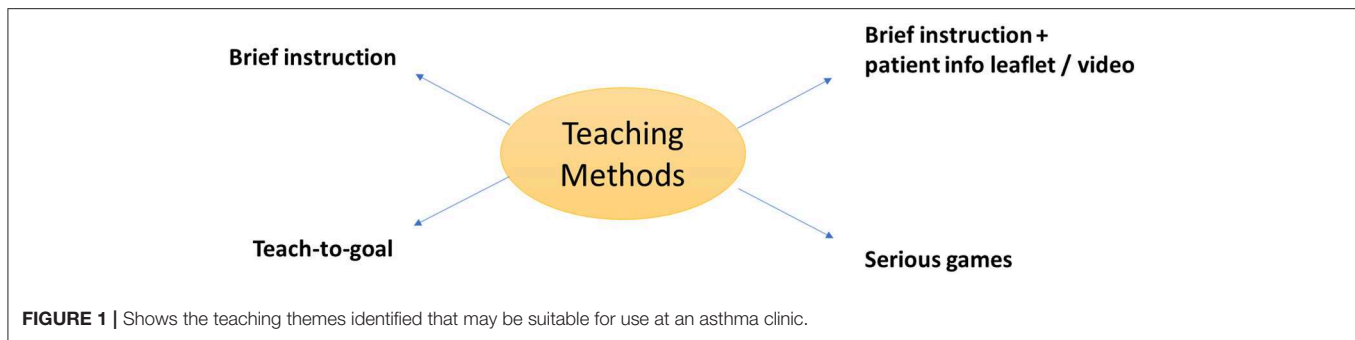 Brief instruction
Brief instruction +
patient info leaflet / video
Teaching
Methods
Teach-to-goal
Serious games
FIGURE 1 | Shows the teaching themes identified that may be suitable for use at an asthma clinic.